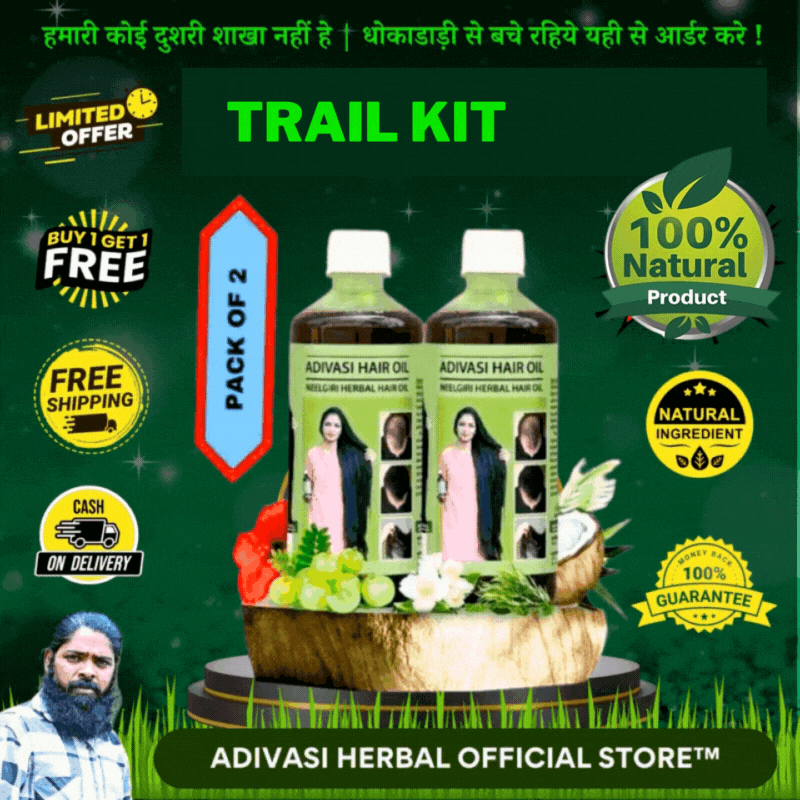 हमारी कोई दुशरी शाखा नहीं हे | धोकाडाड़ी से बचे रहिये यही से आर्डर करे !
LIMITED
OFFER
TRAIL KIT
BUY 1 GET 1
FREE
100%
Natural
Product
PACK OF 2
ADIVASI HAIR OIL
NEELGIRI HERBAL HAIR OIL
ADIVASI HAIR OIL
NEELGIRI HERBAL HAIR OIL
FREE
SHIPPING
NATURAL
INGREDIENT
CASH
ON DELIVERY
MONEY BACK
100%
GUARANTEE
ADIVASI HERBAL OFFICIAL STORE™